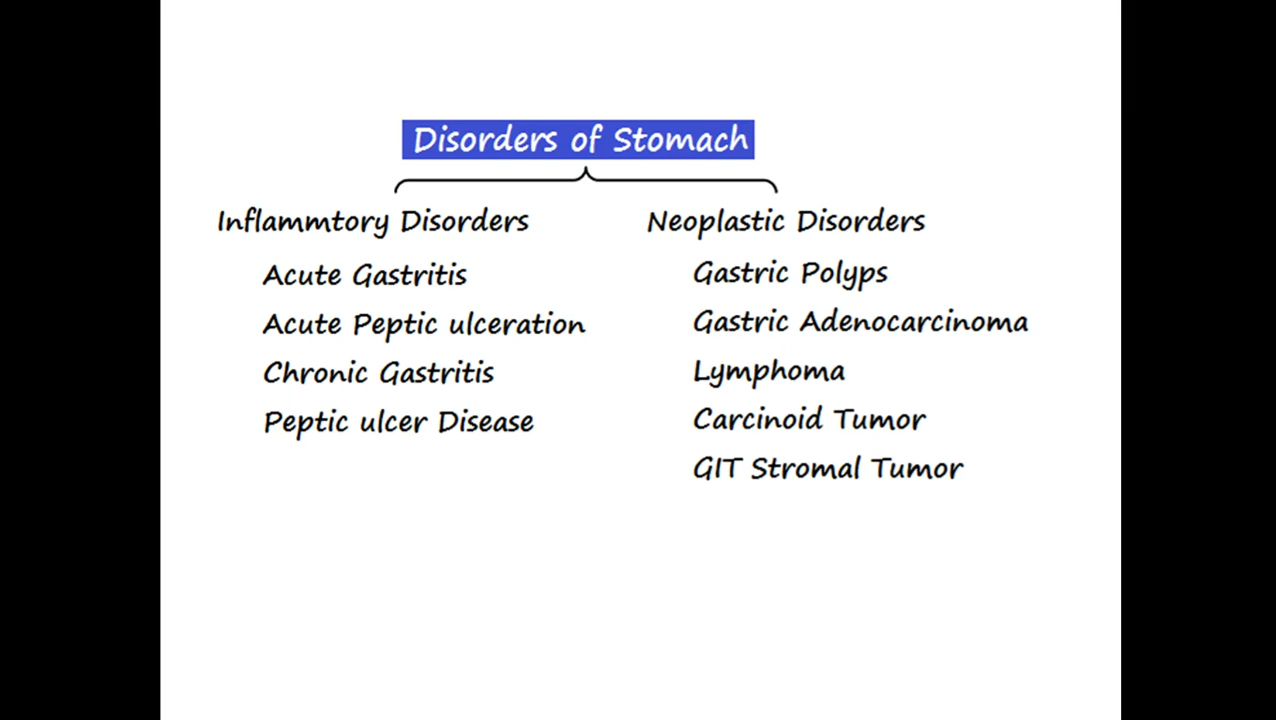 Disorders of Stomach
Inflammtory Disorders
Acute Gastritis
Acute Peptic ulceration
Chronic Gastritis
Peptic ulcer Disease
Neoplastic Disorders
Gastric Polyps
Gastric Adenocarcinoma
Lymphoma
Carcinoid Tumor
GIT Stromal Tumor